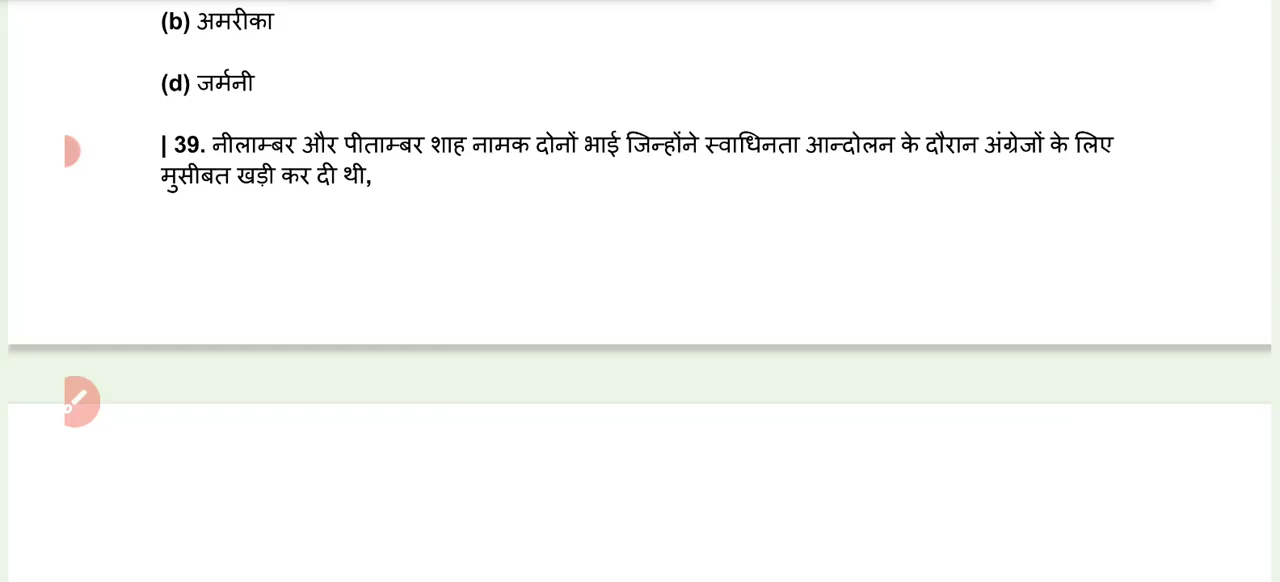 (b) अमरीका
(d) जर्मनी
| 39. नीलाम्बर और पीताम्बर शाह नामक दोनों भाई जिन्होंने स्वाधिनता आन्दोलन के दौरान अंग्रेजों के लिए
मुसीबत खड़ी कर दी थी,